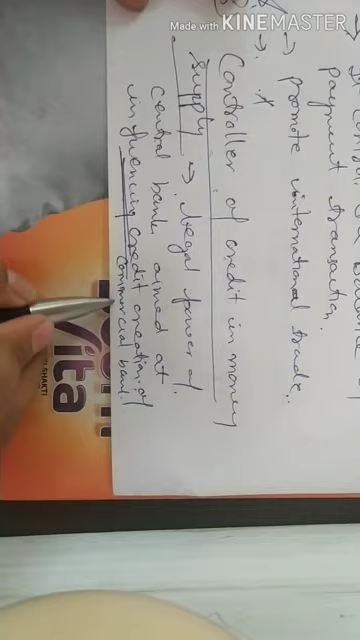 Made with KINEMASTER
payment transaction.
→ promote international trade..
Controller of credit in money
supply → legal power of
central bank aimed at
influencing credit creation of
commercial bank.
Vita
SHAKTI